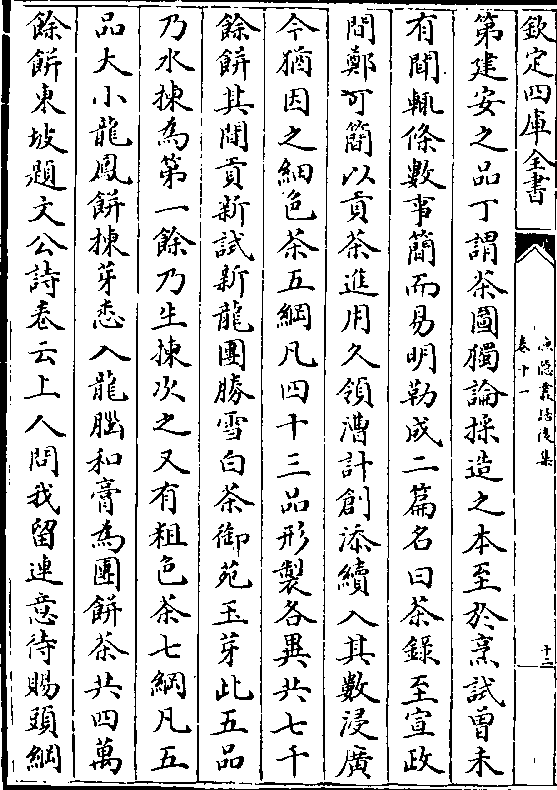 欽定四庫全書
漁隱叢話後集
卷十一
十三
第建安之品丁謂茶圖獨論採造之本至於烹試曾未
有聞輒條數事簡而易明勒成二篇名曰茶錄至宣政
間鄭可簡以貢茶進用久領漕計創添續入其數浸廣
今猶因之細色茶五綱凡四十三品形製各異共七千
餘餅其間貢新試新龍團勝雪白茶御苑玉芽此五品
乃水揀為第一餘乃生揀次之又有粗色茶七綱凡五
品大小龍鳳餅揀芽悉入龍腦和膏為團餅茶共四萬
餘餅東坡題文公詩卷云上人問我留連意待賜頭綱